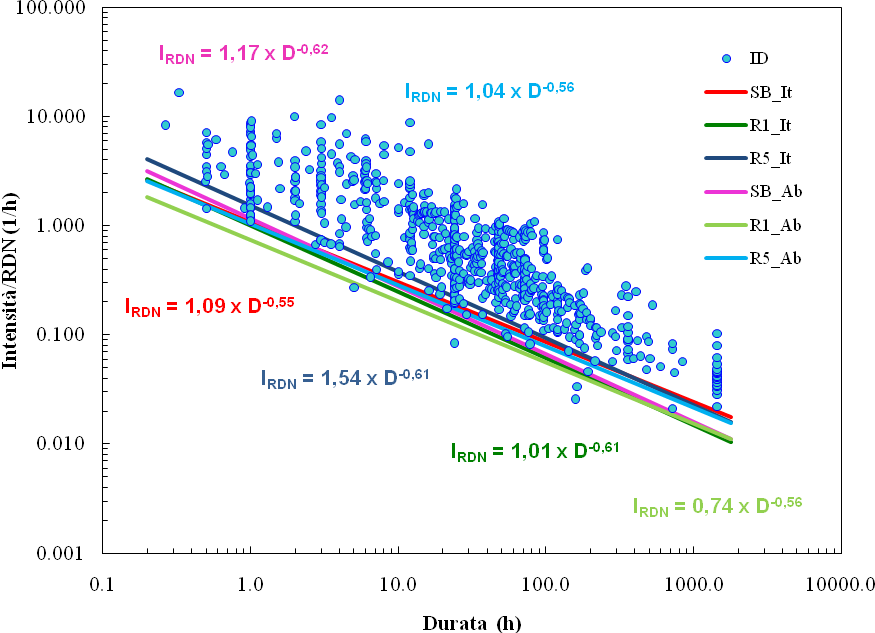 100.000
10.000
1.000
0.100
0.010
0.001
Intensità/RDN (1/h)
I_RDN = 1,17 x D^-0,62
I_RDN = 1,04 x D^-0,56
I_RDN = 1,09 x D^-0,55
I_RDN = 1,54 x D^-0,61
I_RDN = 1,01 x D^-0,61
I_RDN = 0,74 x D^-0,56
ID
SB_It
R1_It
R5_It
SB_Ab
R1_Ab
R5_Ab
0.1 1.0 10.0 100.0 1000.0 10000.0
Durata (h)